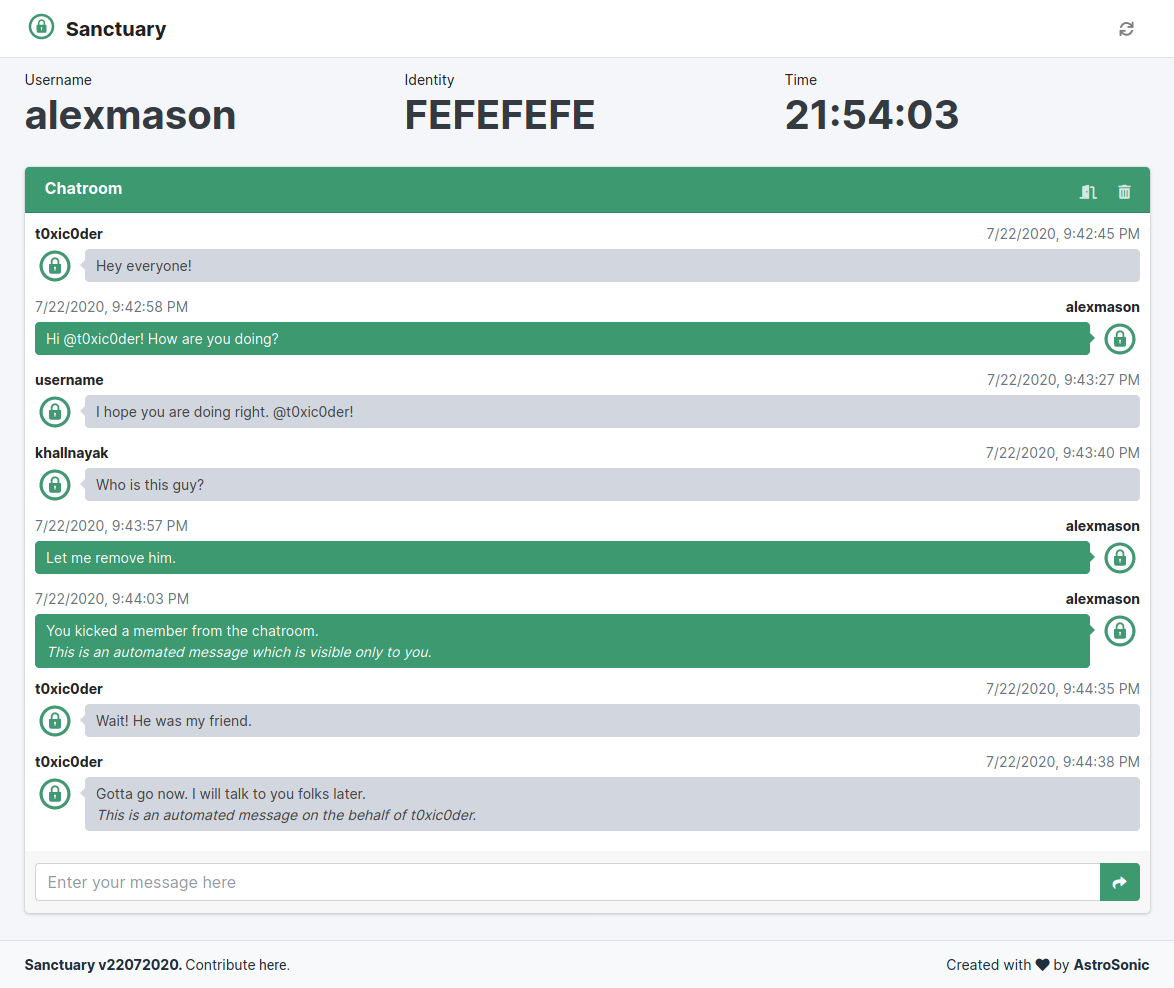 Sanctuary
Username
alexmason
Identity
FEFEFEFE
Time
21:54:03
Chatroom
t0xic0der 7/22/2020, 9:42:45 PM
Hey everyone!
7/22/2020, 9:42:58 PM alexmason
Hi @t0xic0der! How are you doing?
username 7/22/2020, 9:43:27 PM
I hope you are doing right. @t0xic0der!
khallnayak 7/22/2020, 9:43:40 PM
Who is this guy?
7/22/2020, 9:43:57 PM alexmason
Let me remove him.
7/22/2020, 9:44:03 PM alexmason
You kicked a member from the chatroom.
This is an automated message which is visible only to you.
t0xic0der 7/22/2020, 9:44:35 PM
Wait! He was my friend.
t0xic0der 7/22/2020, 9:44:38 PM
Gotta go now. I will talk to you folks later.
This is an automated message on the behalf of t0xic0der.
Enter your message here
Sanctuary v22072020. Contribute here. Created with ♥ by AstroSonic